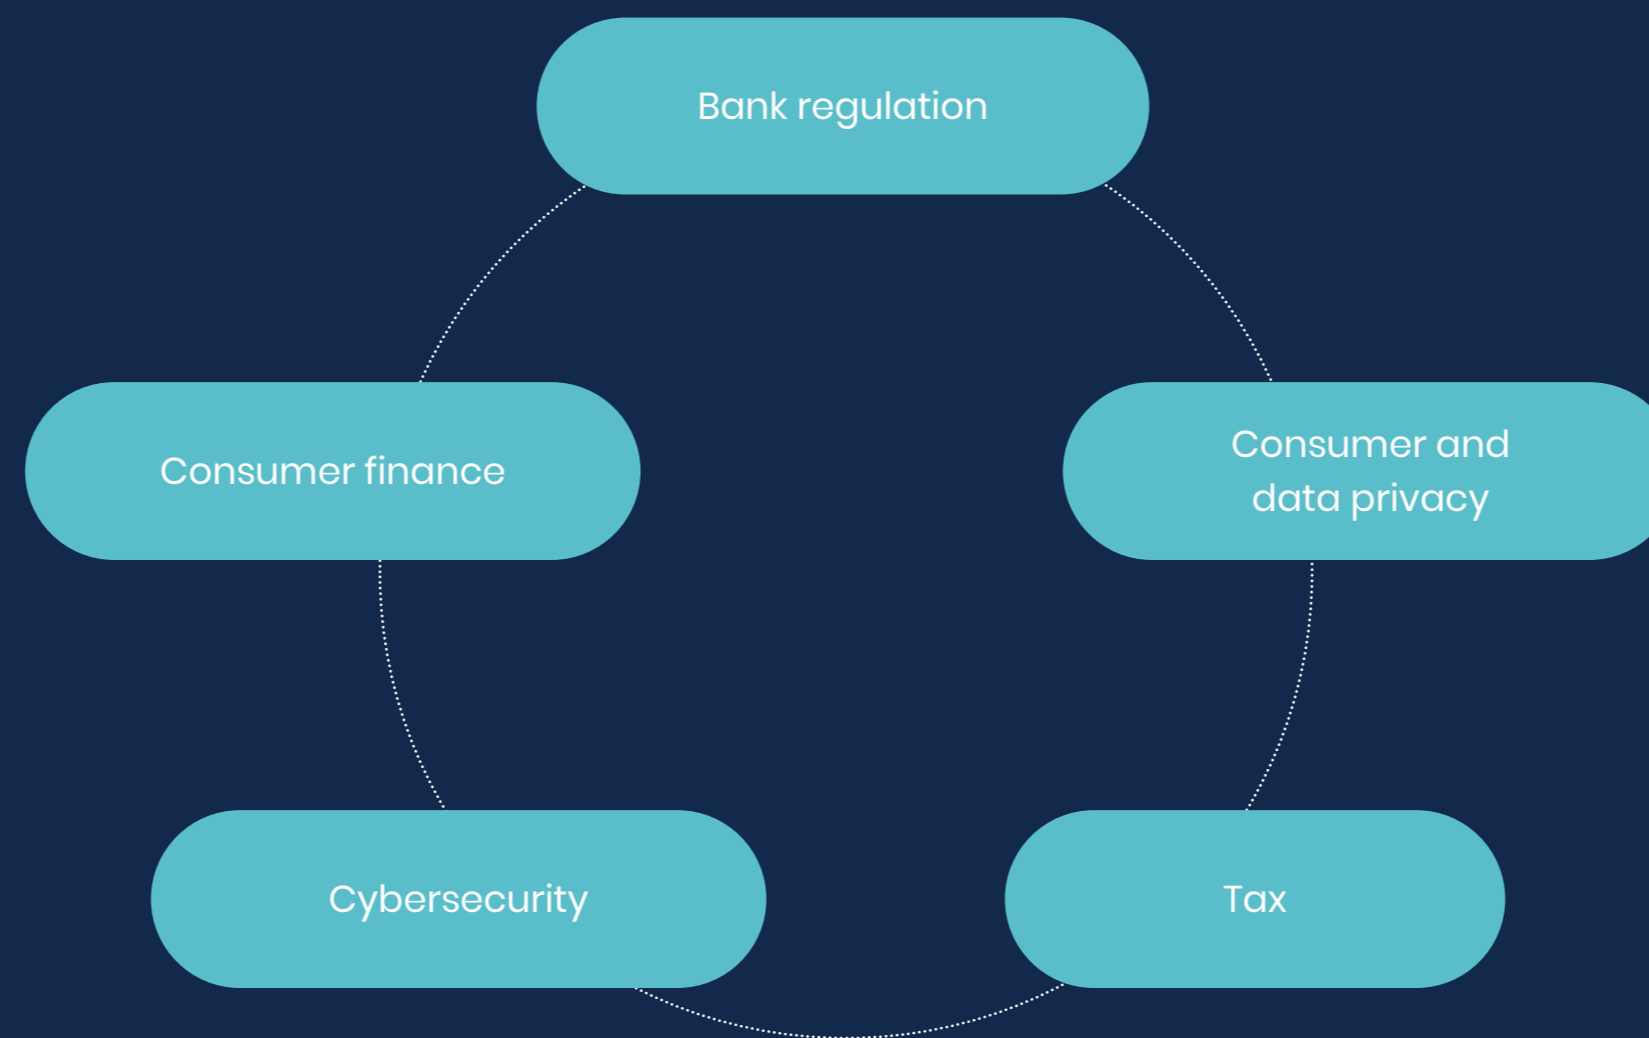 Bank regulation
Consumer finance
Consumer and
data privacy
Cybersecurity
Tax